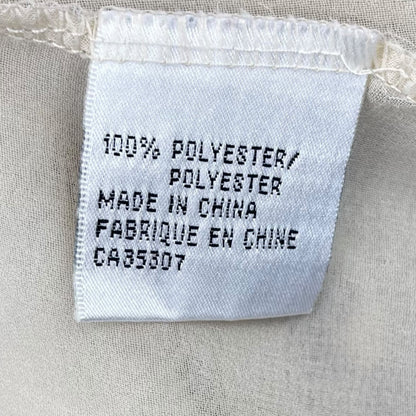 100% POLYESTER/
POLYESTER
MADE IN CHINA
FABRIQUE EN CHINE
CA35307